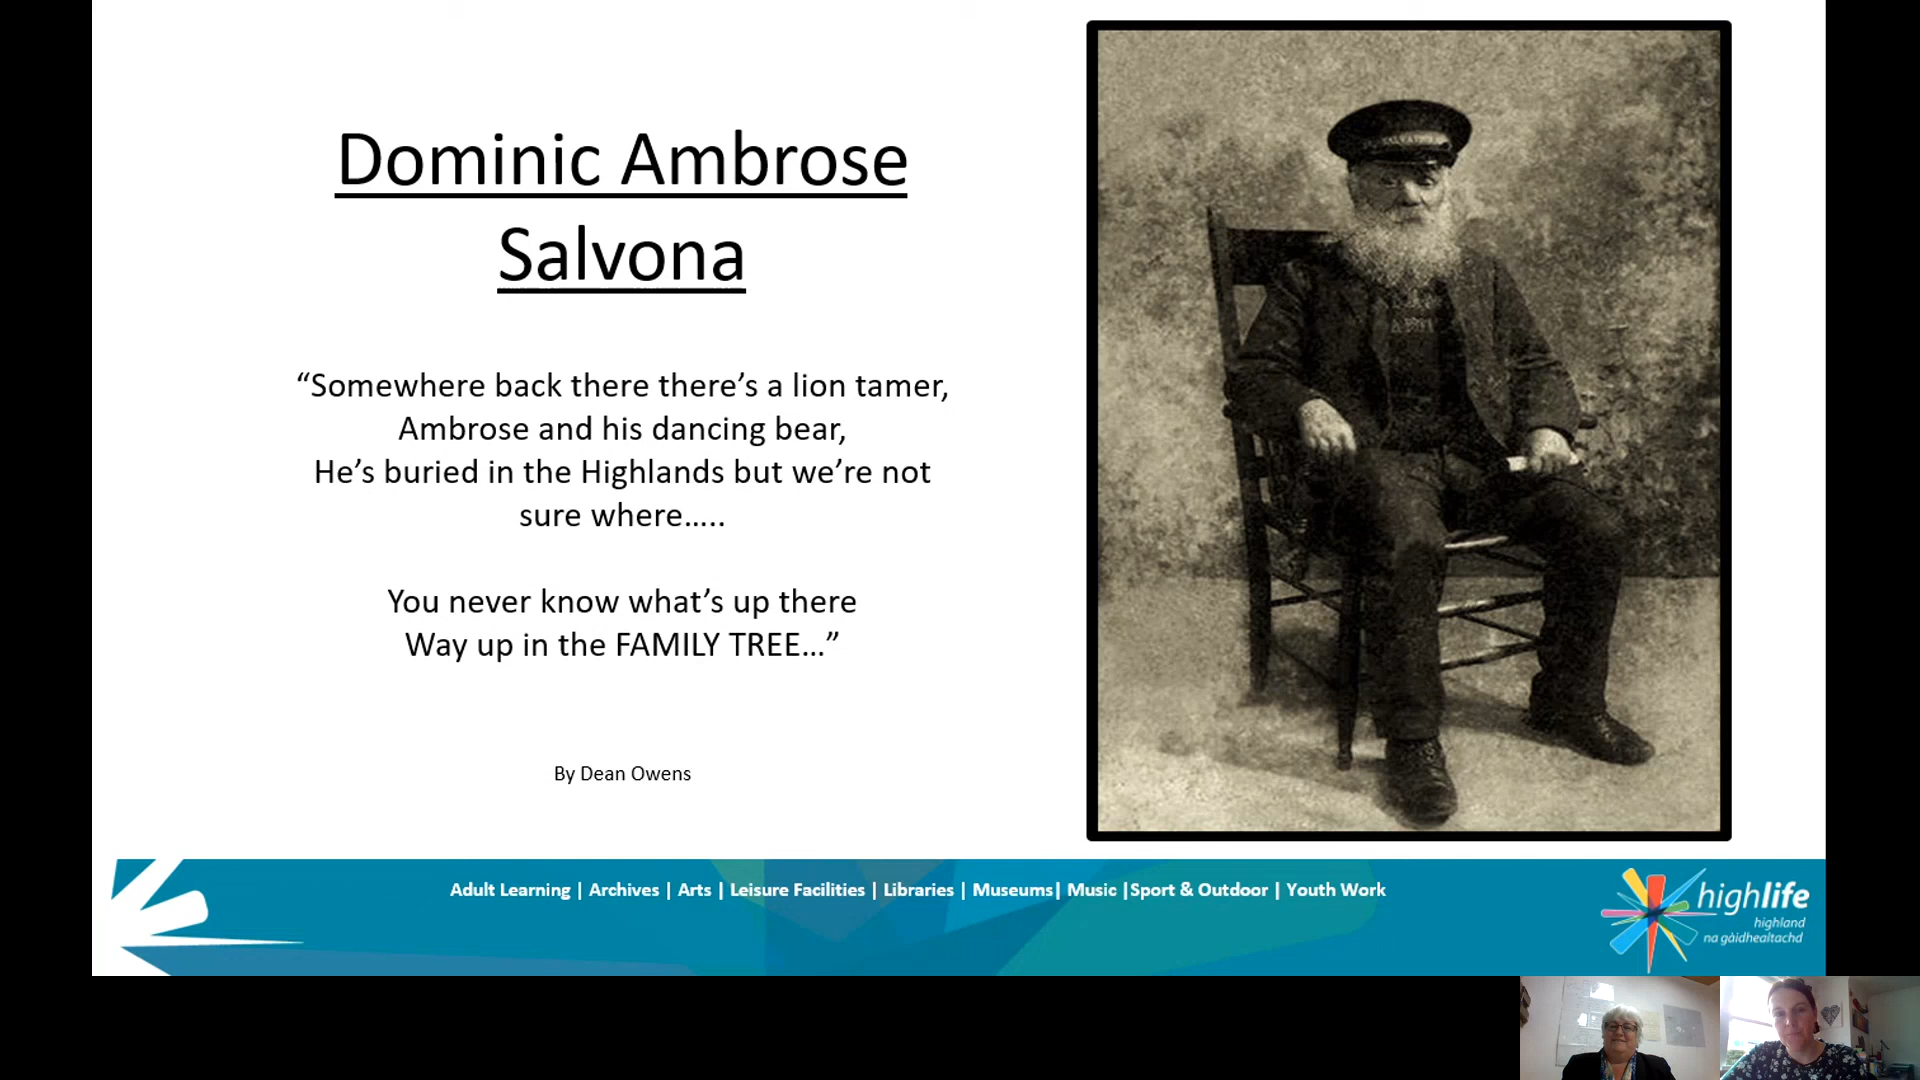 Dominic Ambrose
Salvona
“Somewhere back there there’s a lion tamer,
Ambrose and his dancing bear,
He’s buried in the Highlands but we’re not
sure where…..
You never know what’s up there
Way up in the FAMILY TREE…”
By Dean Owens
Adult Learning | Archives | Arts | Leisure Facilities | Libraries | Museums| Music |Sport & Outdoor | Youth Work
highlife
highland
na gàidhealtachd